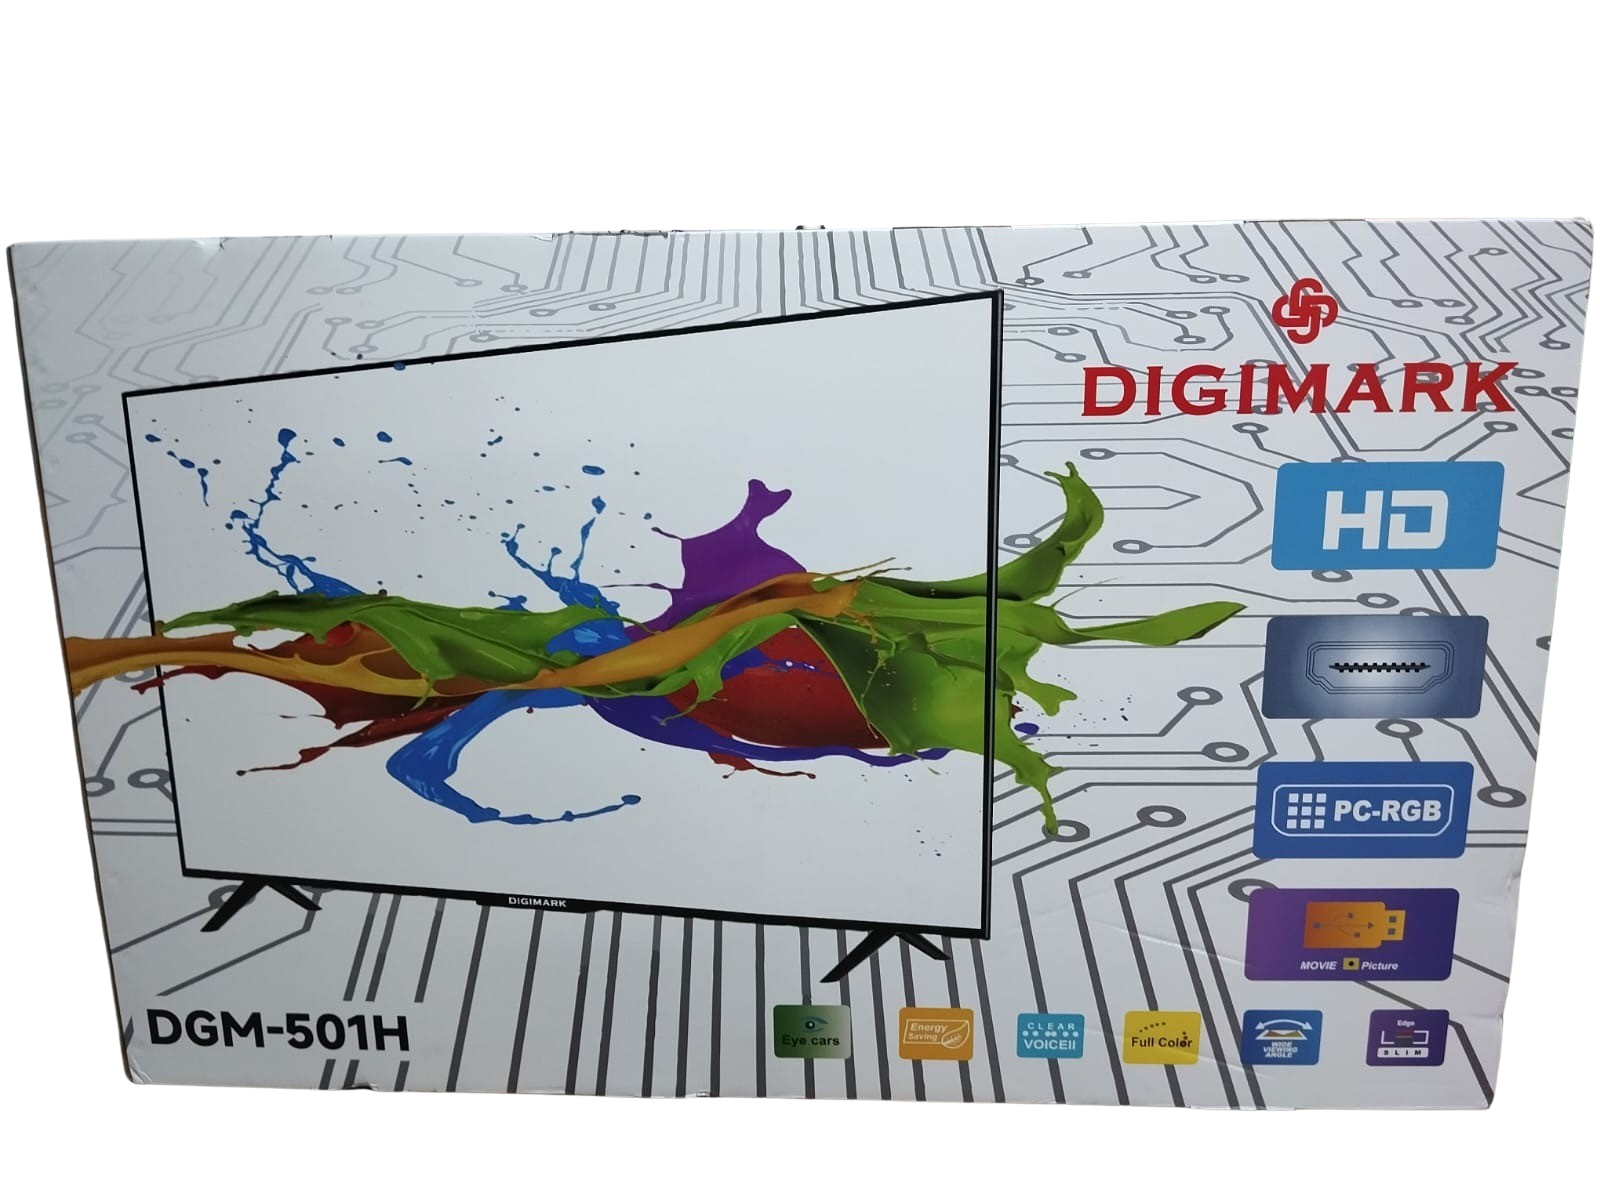 DIGIMARK
HD
PC-RGB
MOVIE Picture
DIGIMARK
DGM-501H
Eye cars
Energy
Saving
CLEAR
VOICEII
Full Color
WIDE
VIEWING
ANGLE
Edge
SLIM